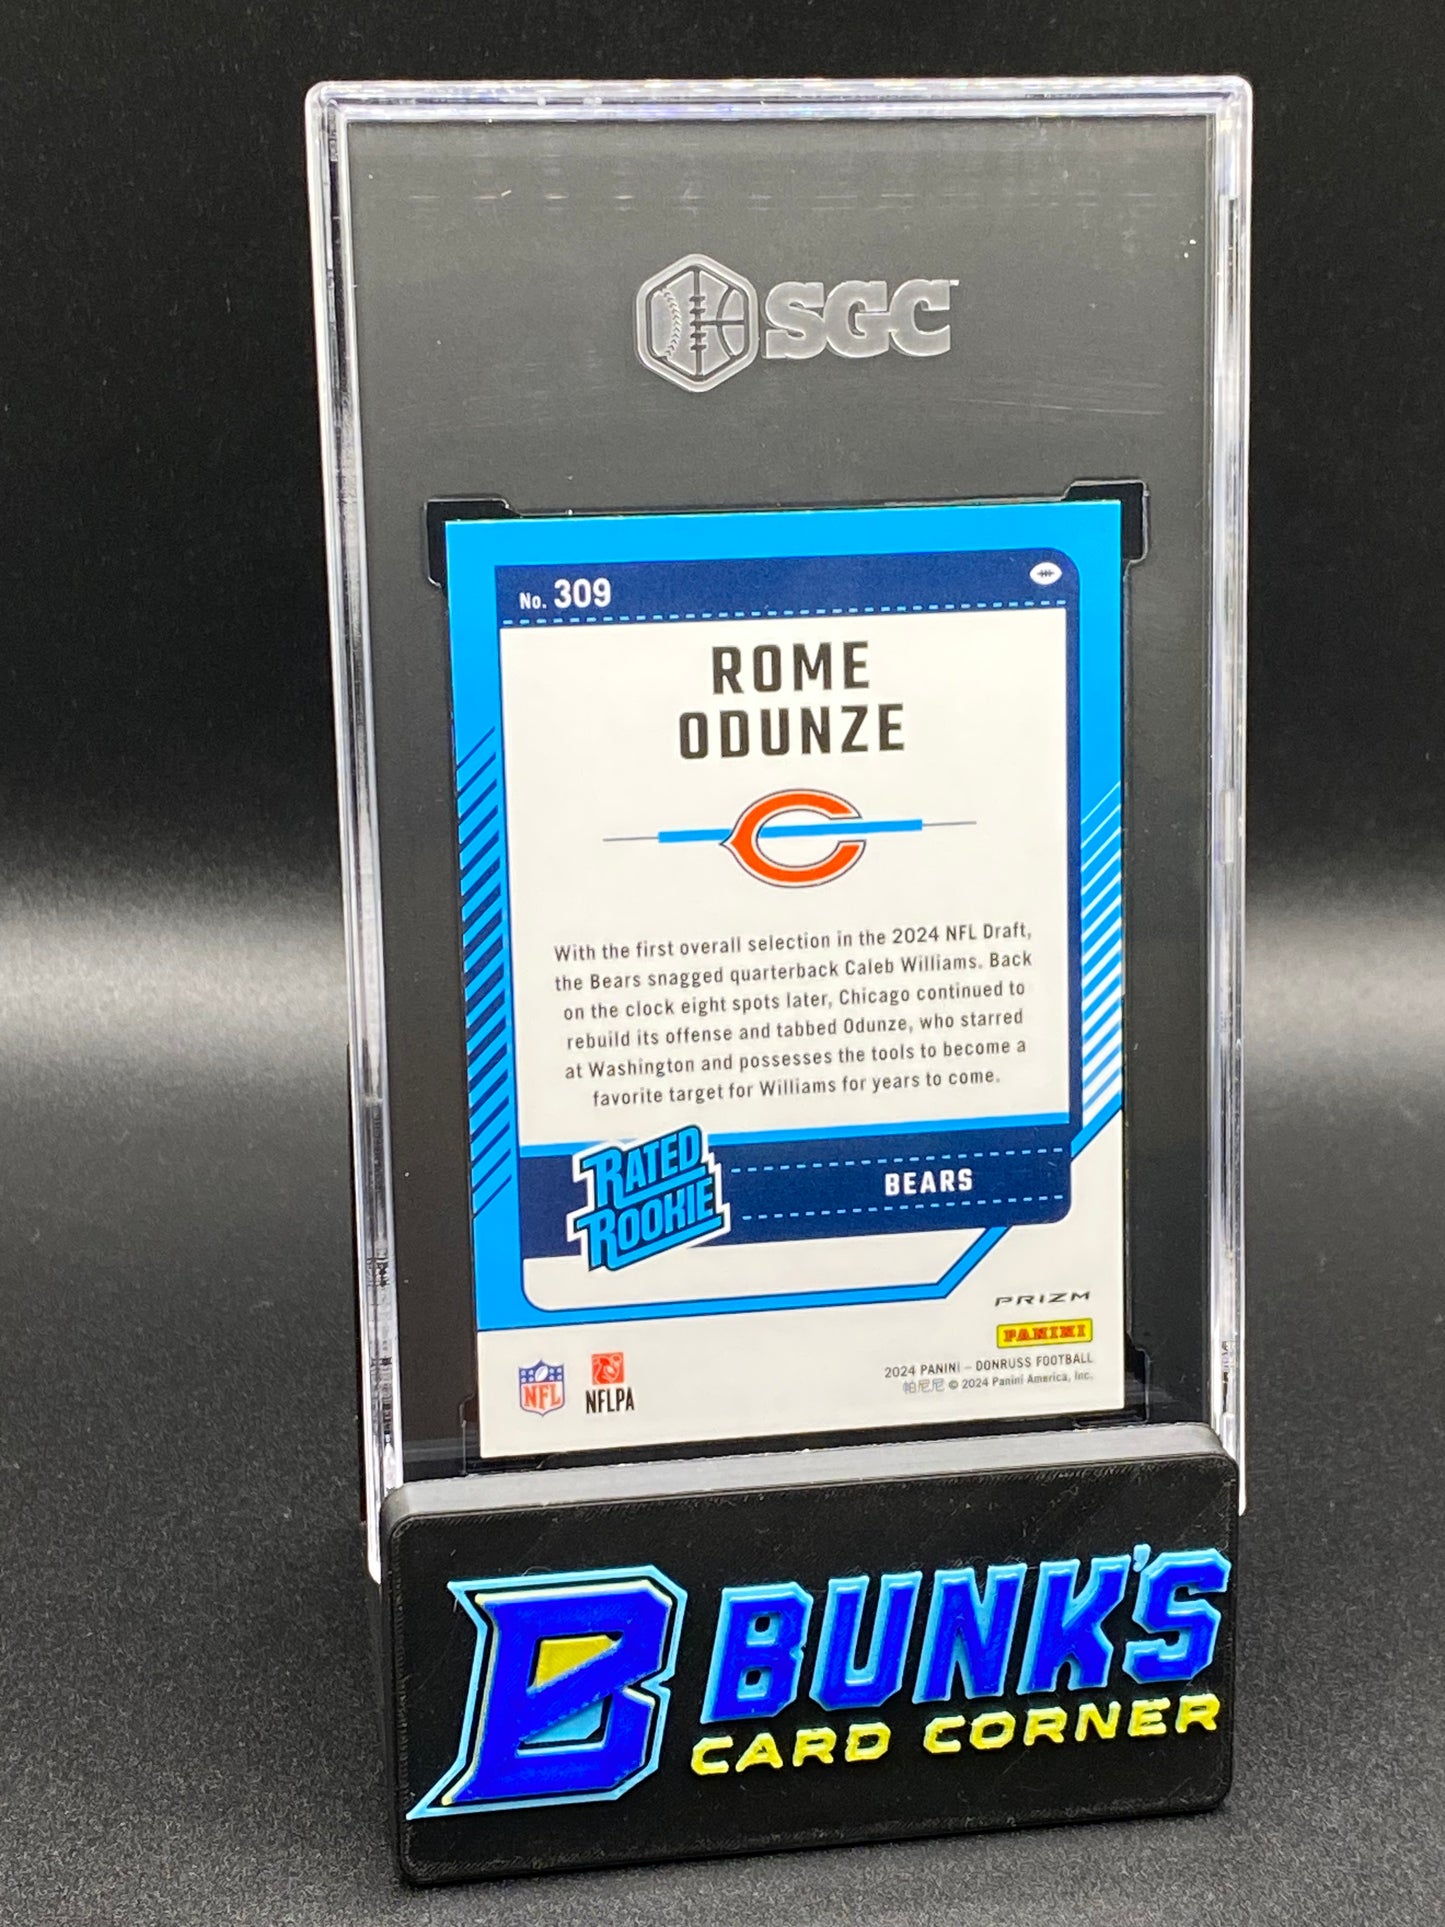 SGC
No. 309
ROME
ODUNZE
With the first overall selection in the 2024 NFL Draft,
the Bears snagged quarterback Caleb Williams. Back
on the clock eight spots later, Chicago continued to
rebuild its offense and tabbed Odunze, who starred
at Washington and possesses the tools to become a
favorite target for Williams for years to come.
RATED
ROOKIE
BEARS
PRIZM
PANINI
NFL
NFLPA
2024 PANINI – DONRUSS FOOTBALL
帕尼尼 © 2024 Panini America, Inc.
B
BUNK'S
CARD CORNER